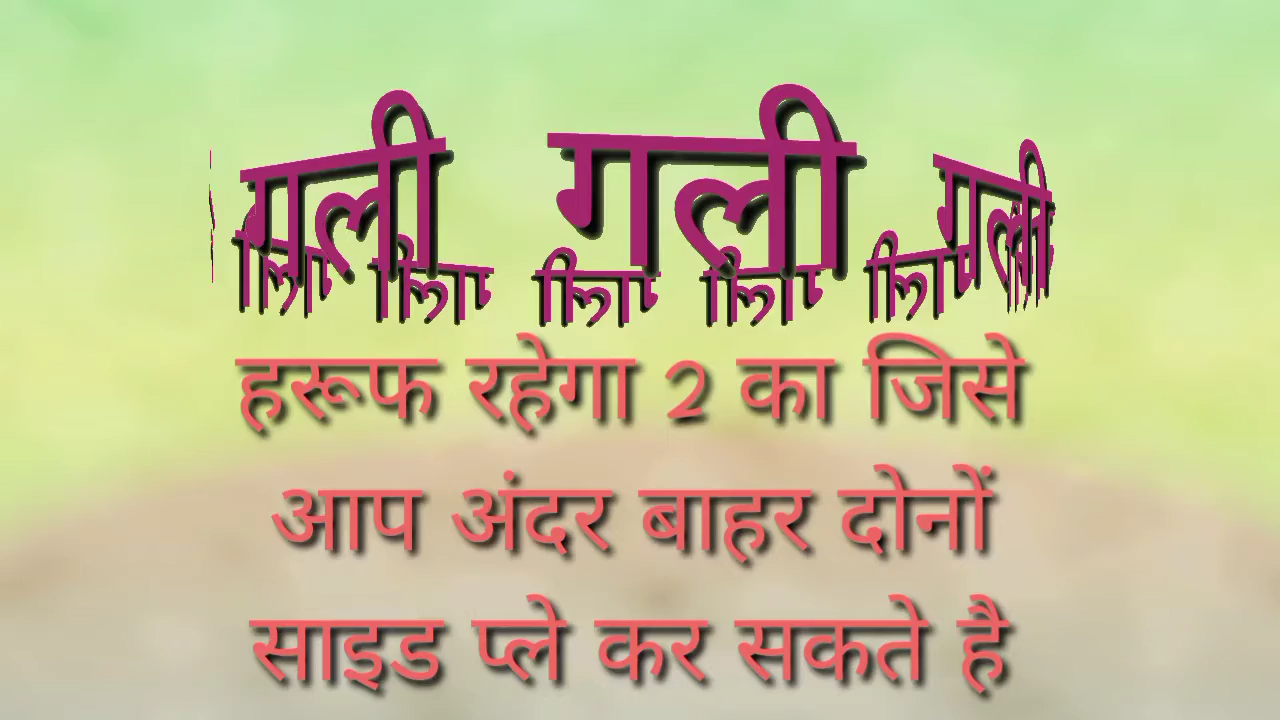 गली गली गली
हरूफ रहेगा 2 का जिसे
आप अंदर बाहर दोनों
साइड प्ले कर सकते है